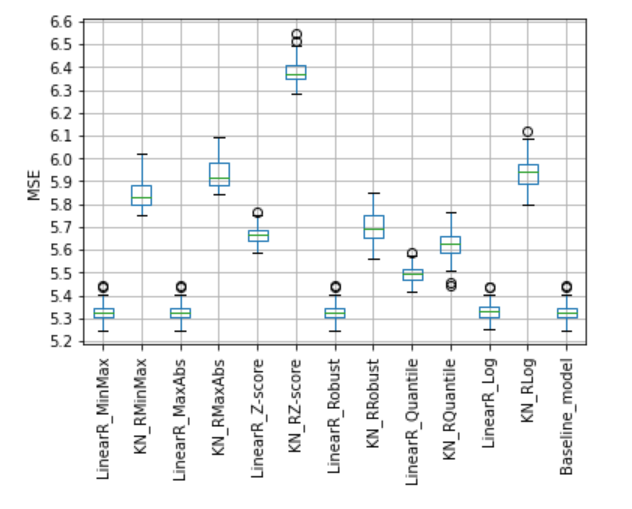 6.6
6.5
6.4
6.3
6.2
6.1
6.0
5.9
5.8
5.7
5.6
5.5
5.4
5.3
5.2
MSE
LinearR_MinMax
KN_RMinMax
LinearR_MaxAbs
KN_RMaxAbs
LinearR_Z-score
KN_RZ-score
LinearR_Robust
KN_RRobust
LinearR_Quantile
KN_RQuantile
LinearR_Log
KN_RLog
Baseline_model